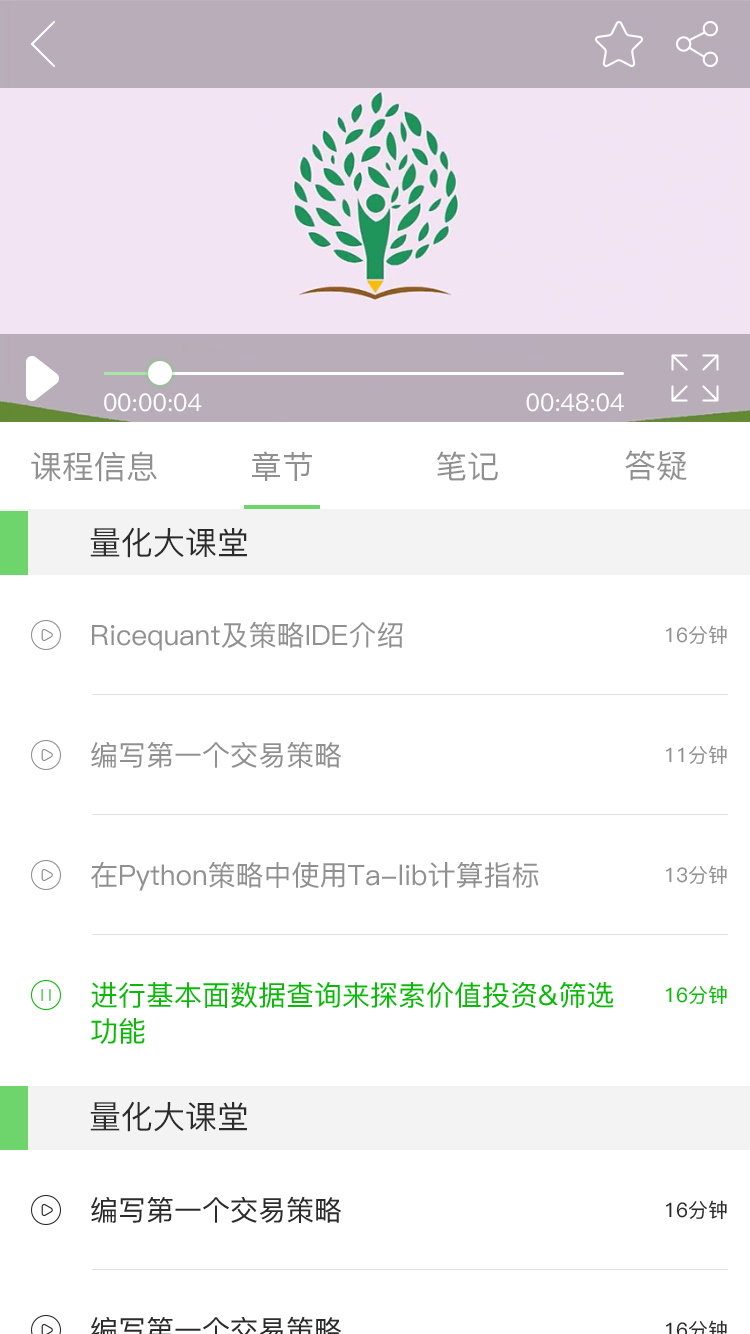 00:00:04 00:48:04
课程信息 章节 笔记 答疑
量化大课堂
Ricequant及策略IDE介绍 16分钟
编写第一个交易策略 11分钟
在Python策略中使用Ta-lib计算指标 13分钟
进行基本面数据查询来探索价值投资&筛选 16分钟
功能
量化大课堂
编写第一个交易策略 16分钟
编写第一个交易策略 16分钟